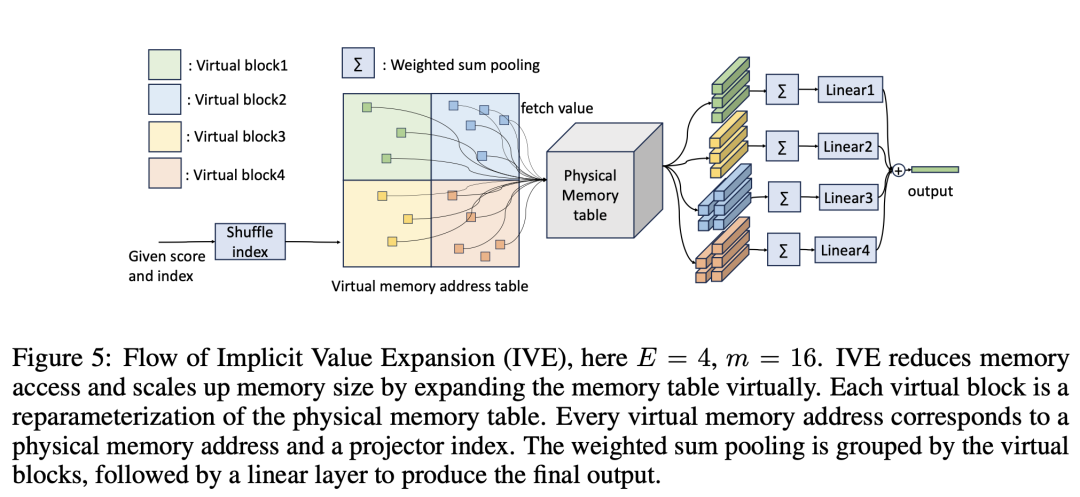 : Virtual block1
: Virtual block2
: Virtual block3
: Virtual block4
Σ : Weighted sum pooling
fetch value
Given score
and index
Shuffle
index
Virtual memory address table
Physical
Memory
table
Σ Linear1
Σ Linear2
Σ Linear3
Σ Linear4
+
output
Figure 5: Flow of Implicit Value Expansion (IVE), here E = 4, m = 16. IVE reduces memory
access and scales up memory size by expanding the memory table virtually. Each virtual block is a
reparameterization of the physical memory table. Every virtual memory address corresponds to a
physical memory address and a projector index. The weighted sum pooling is grouped by the virtual
blocks, followed by a linear layer to produce the final output.